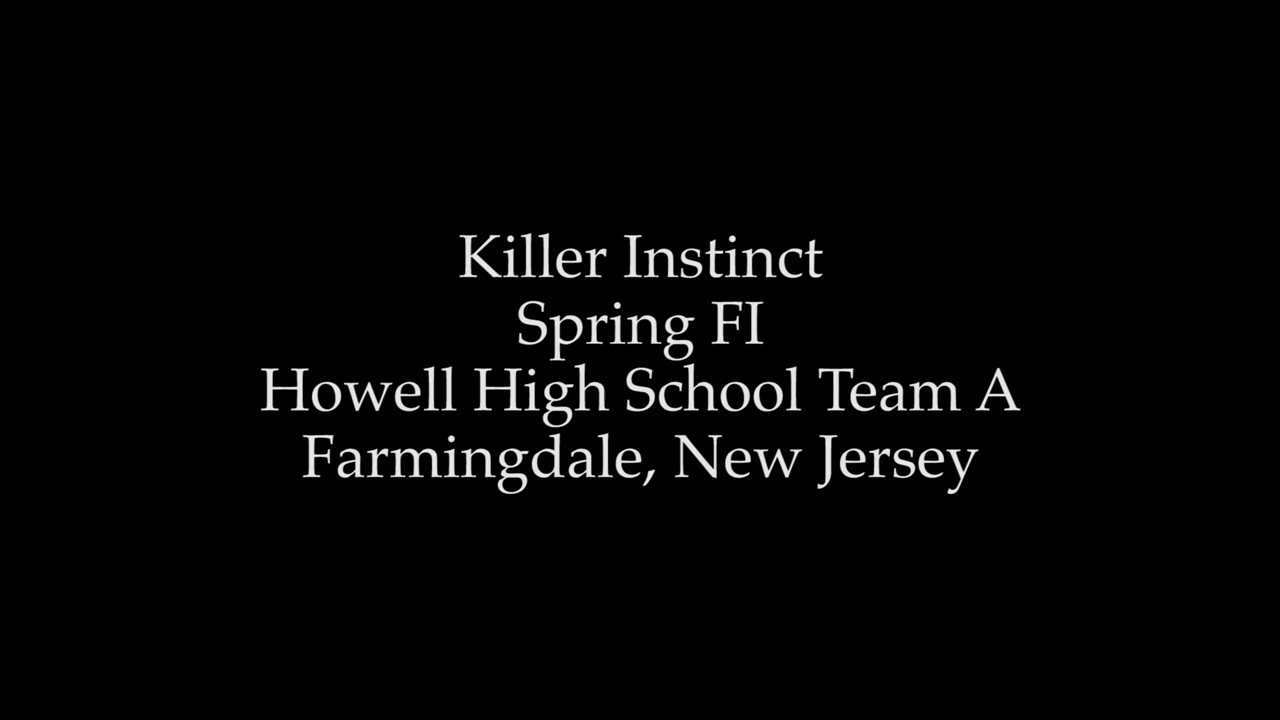 Killer Instinct
Spring FI
Howell High School Team A
Farmingdale, New Jersey